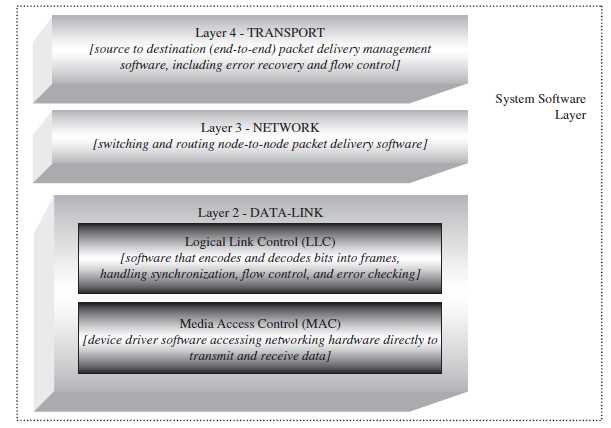 Layer 4 - TRANSPORT
[source to destination (end-to-end) packet delivery management
software, including error recovery and flow control]
System Software
Layer
Layer 3 - NETWORK
[switching and routing node-to-node packet delivery software]
Layer 2 - DATA-LINK
Logical Link Control (LLC)
[software that encodes and decodes bits into frames,
handling synchronization, flow control, and error checking]
Media Access Control (MAC)
[device driver software accessing networking hardware directly to
transmit and receive data]